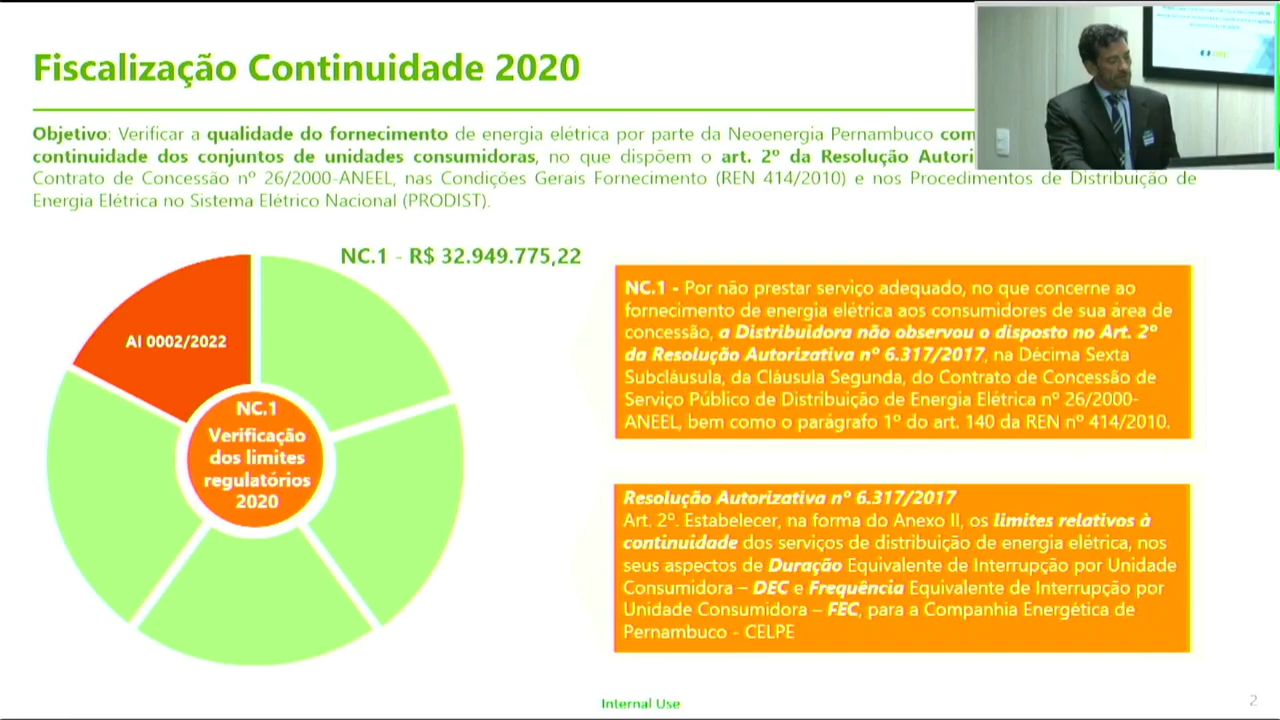 Fiscalização Continuidade 2020
Objetivo: Verificar a qualidade do fornecimento de energia elétrica por parte da Neoenergia Pernambuco com
continuidade dos conjuntos de unidades consumidoras, no que dispõem o art. 2º da Resolução Autori
Contrato de Concessão nº 26/2000-ANEEL, nas Condições Gerais Fornecimento (REN 414/2010) e nos Procedimentos de Distribuição de
Energia Elétrica no Sistema Elétrico Nacional (PRODIST).
NC.1 - R$ 32.949.775,22
AI 0002/2022
NC.1
Verificação
dos limites
regulatórios
2020
NC.1 - Por não prestar serviço adequado, no que concerne ao
fornecimento de energia elétrica aos consumidores de sua área de
concessão, a Distribuidora não observou o disposto no Art. 2º
da Resolução Autorizativa nº 6.317/2017, na Décima Sexta
Subcláusula, da Cláusula Segunda, do Contrato de Concessão de
Serviço Público de Distribuição de Energia Elétrica nº 26/2000-
ANEEL, bem como o parágrafo 1º do art. 140 da REN nº 414/2010.
Resolução Autorizativa nº 6.317/2017
Art. 2º. Estabelecer, na forma do Anexo II, os limites relativos à
continuidade dos serviços de distribuição de energia elétrica, nos
seus aspectos de Duração Equivalente de Interrupção por Unidade
Consumidora – DEC e Frequência Equivalente de Interrupção por
Unidade Consumidora – FEC, para a Companhia Energética de
Pernambuco - CELPE
Internal Use
2